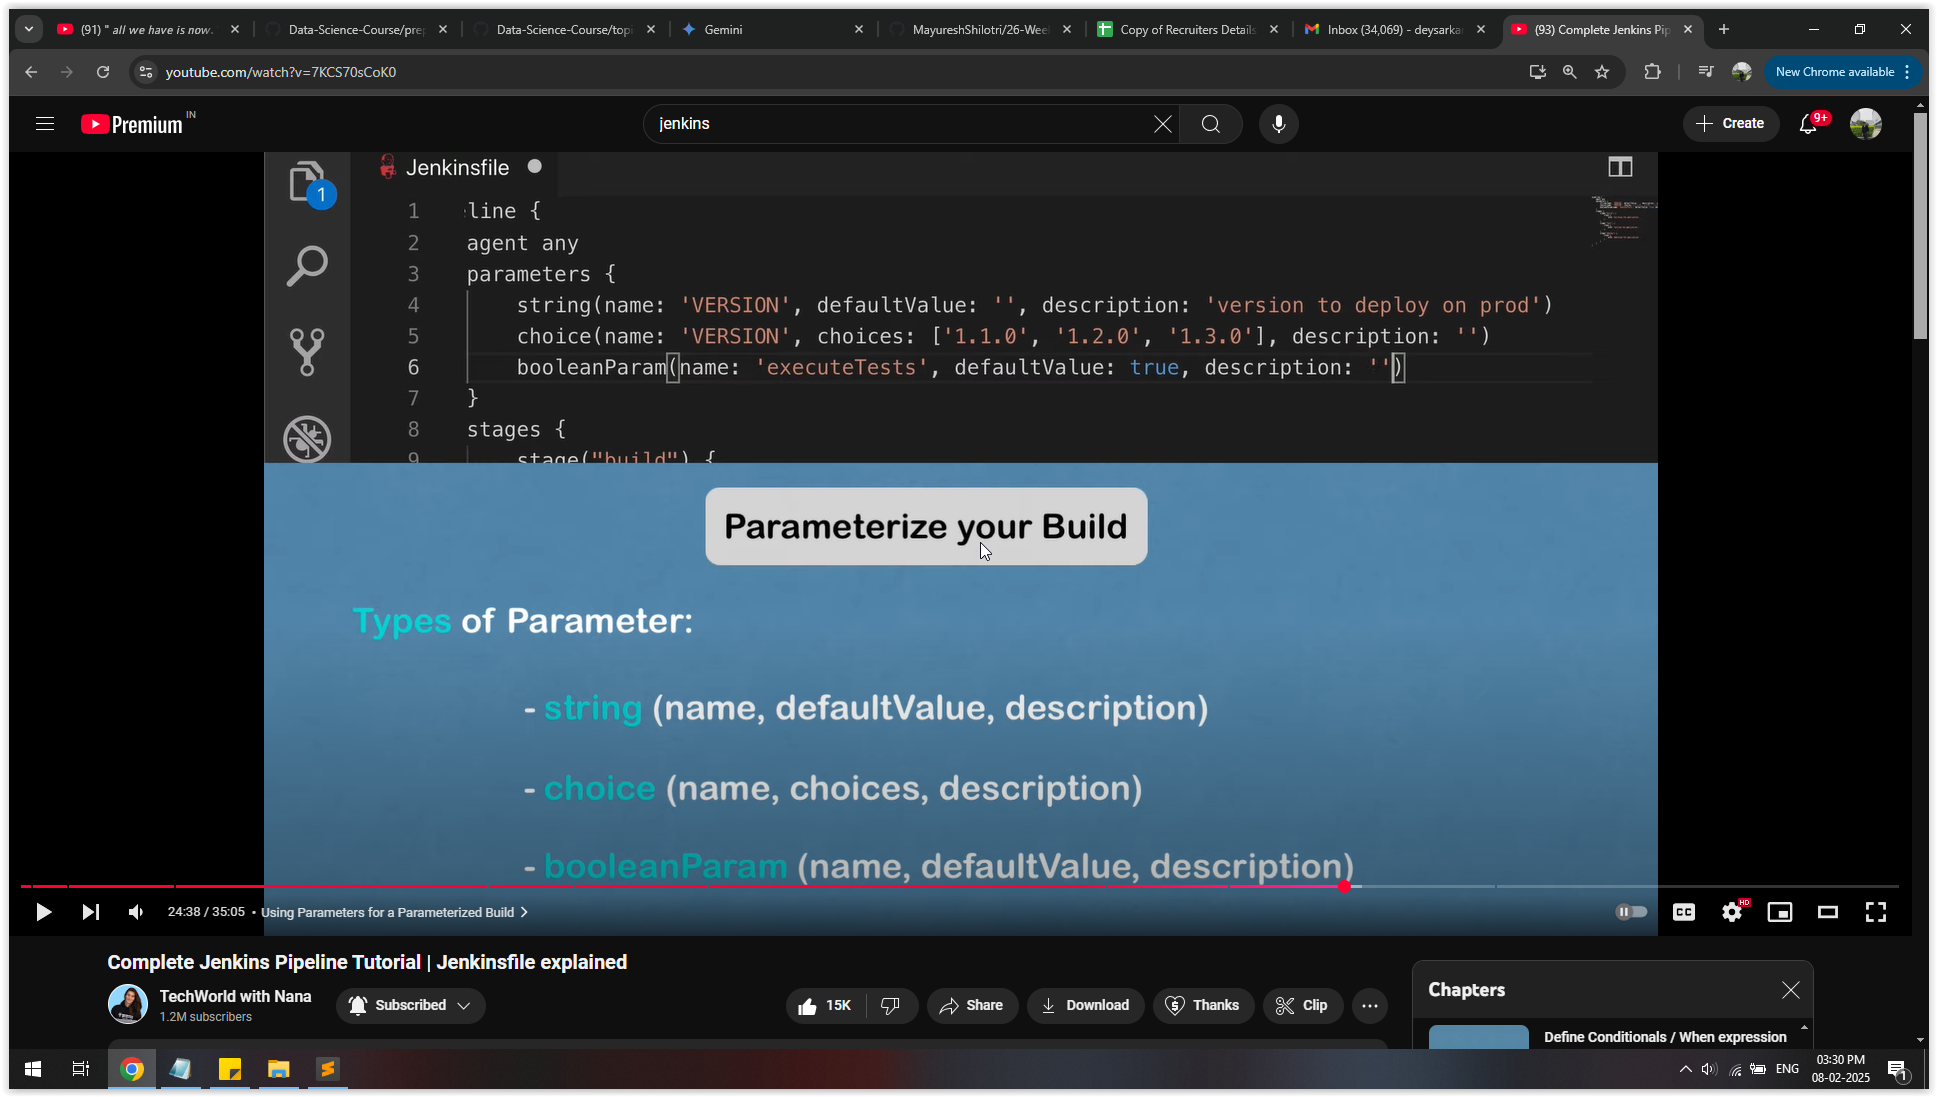 (91) " all we have is now.
Data-Science-Course/prep
Data-Science-Course/topi
Gemini
MayureshShilotri/26-Wee
Copy of Recruiters Details
Inbox (34,069) - deysarka
(93) Complete Jenkins Pip
youtube.com/watch?v=7KCS70sCoK0
New Chrome available
Premium IN
jenkins
Create
9+
Jenkinsfile
1
1 line {
2 agent any
3 parameters {
4 string(name: 'VERSION', defaultValue: '', description: 'version to deploy on prod')
5 choice(name: 'VERSION', choices: ['1.1.0', '1.2.0', '1.3.0'], description: '')
6 booleanParam(name: 'executeTests', defaultValue: true, description: '')
7 }
8 stages {
9 stage("build") {
Parameterize your Build
Types of Parameter:
- string (name, defaultValue, description)
- choice (name, choices, description)
- booleanParam (name, defaultValue, description)
24:38 / 35:05 • Using Parameters for a Parameterized Build
CC
HD
Complete Jenkins Pipeline Tutorial | Jenkinsfile explained
TechWorld with Nana
1.2M subscribers
Subscribed
15K
Share
Download
Thanks
Clip
Chapters
Define Conditionals / When expression
ENG
03:30 PM
08-02-2025
1